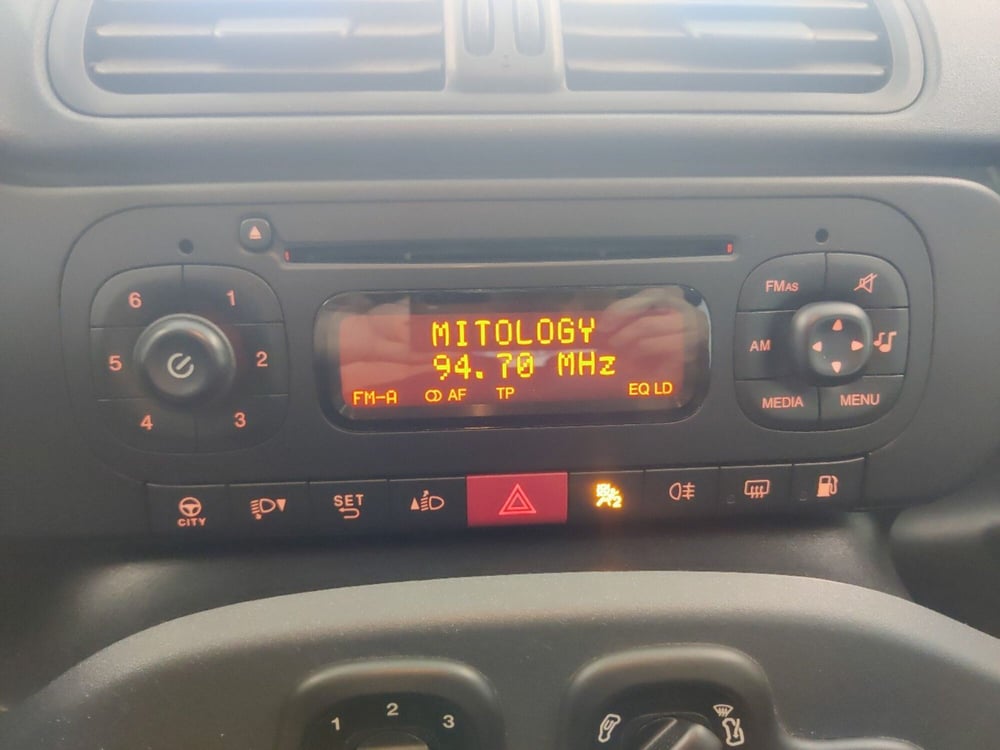 6 1
5 2
4 3
MITOLOGY
94.70 MHz
FM-A AF TP EQ LD
FMAS
AM
MEDIA MENU
CITY
SET
2
1 2 3